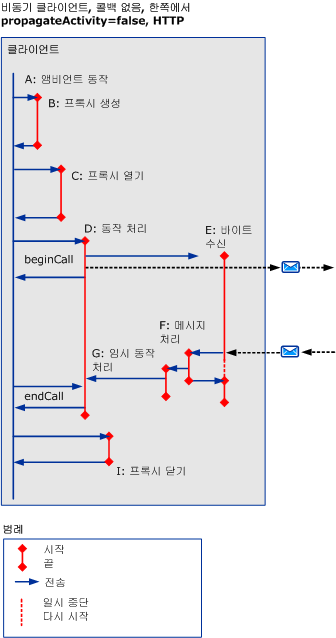 비동기 클라이언트, 콜백 없음, 한쪽에서
propagateActivity=false, HTTP
클라이언트
A: 앰비언트 동작
B: 프록시 생성
C: 프록시 열기
D: 동작 처리
E: 바이트
수신
beginCall
F: 메시지
처리
G: 임시 동작
처리
endCall
I: 프록시 닫기
범례
시작
끝
전송
일시 중단
다시 시작